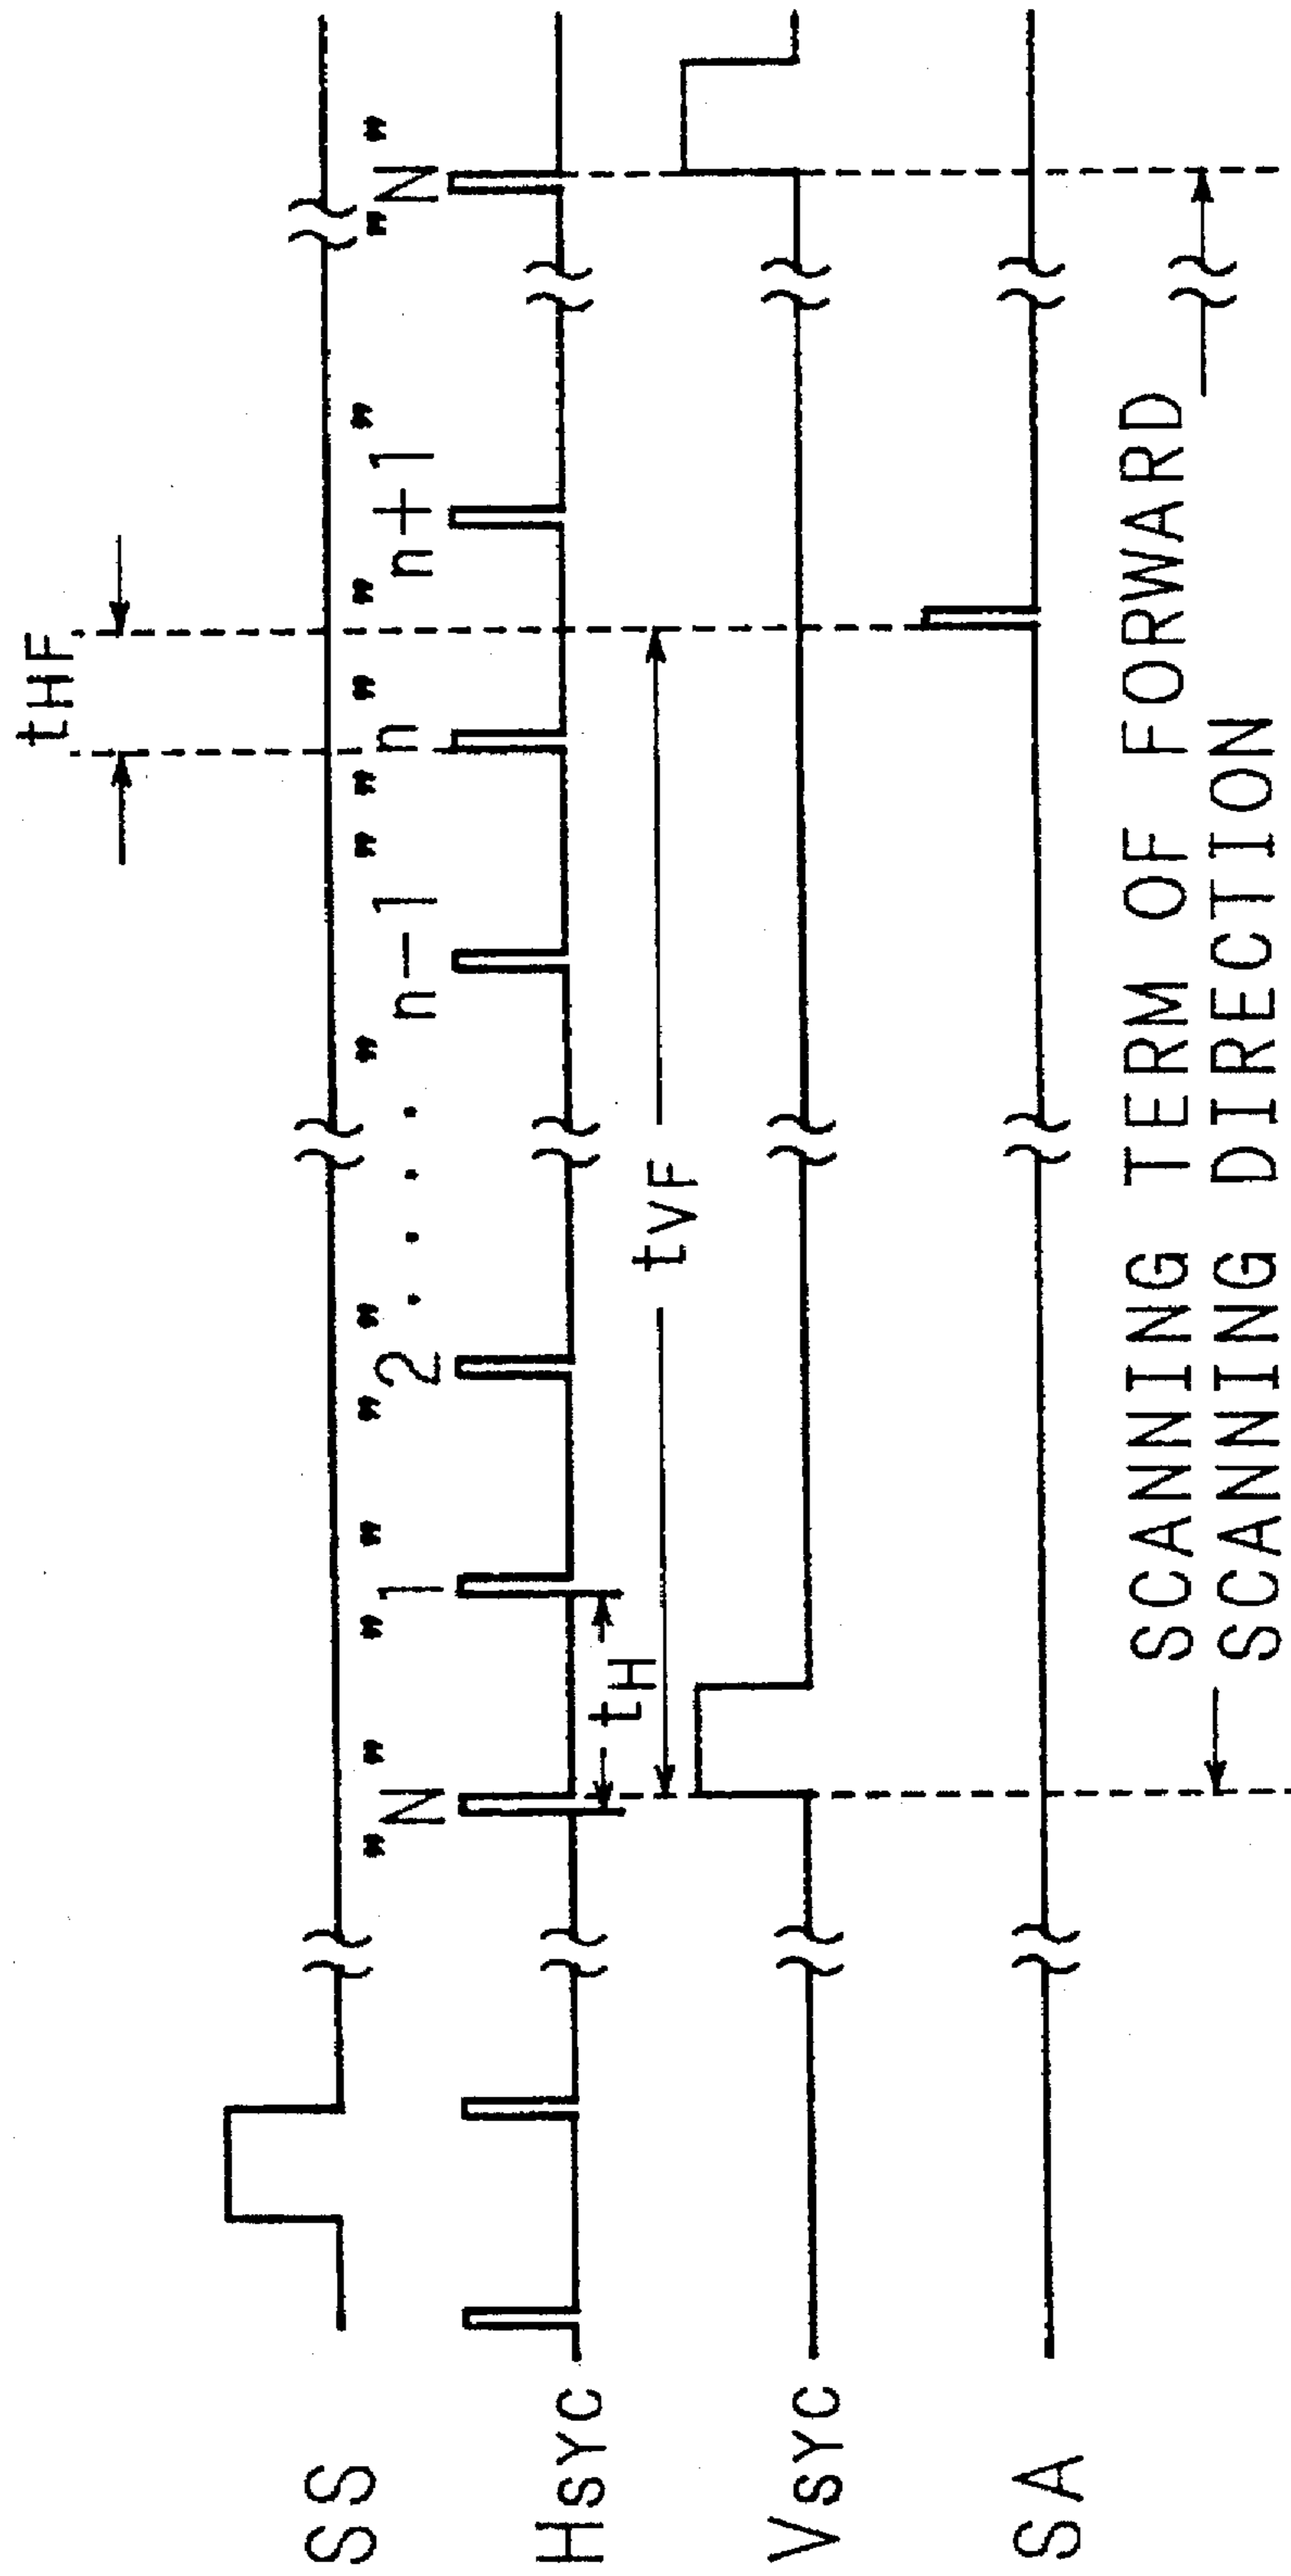 tHF
SS
"N" "1" "2" . . . . "n-1" "n" "n+1" "N"
HSYC
tH
tVF
VSYC
SA
SCANNING TERM OF FORWARD
SCANNING DIRECTION